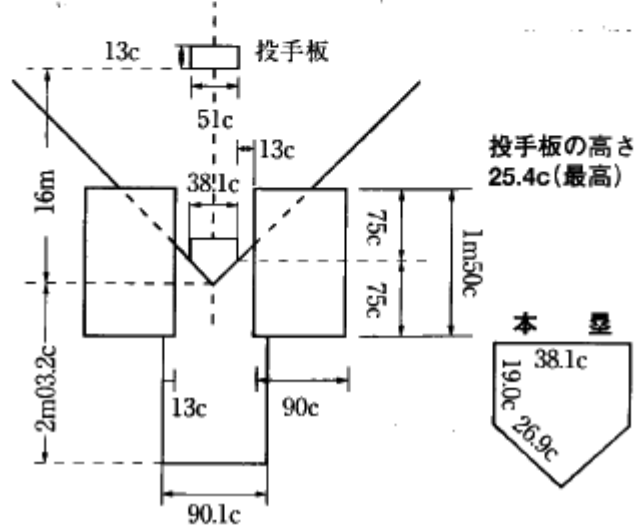 13c
投手板
51c
13c
投手板の高さ
25.4c(最高)
16m
38.1c
75c
1m50c
75c
本 塁
38.1c
19.0c
26.9c
2m03.2c
13c
90c
90.1c